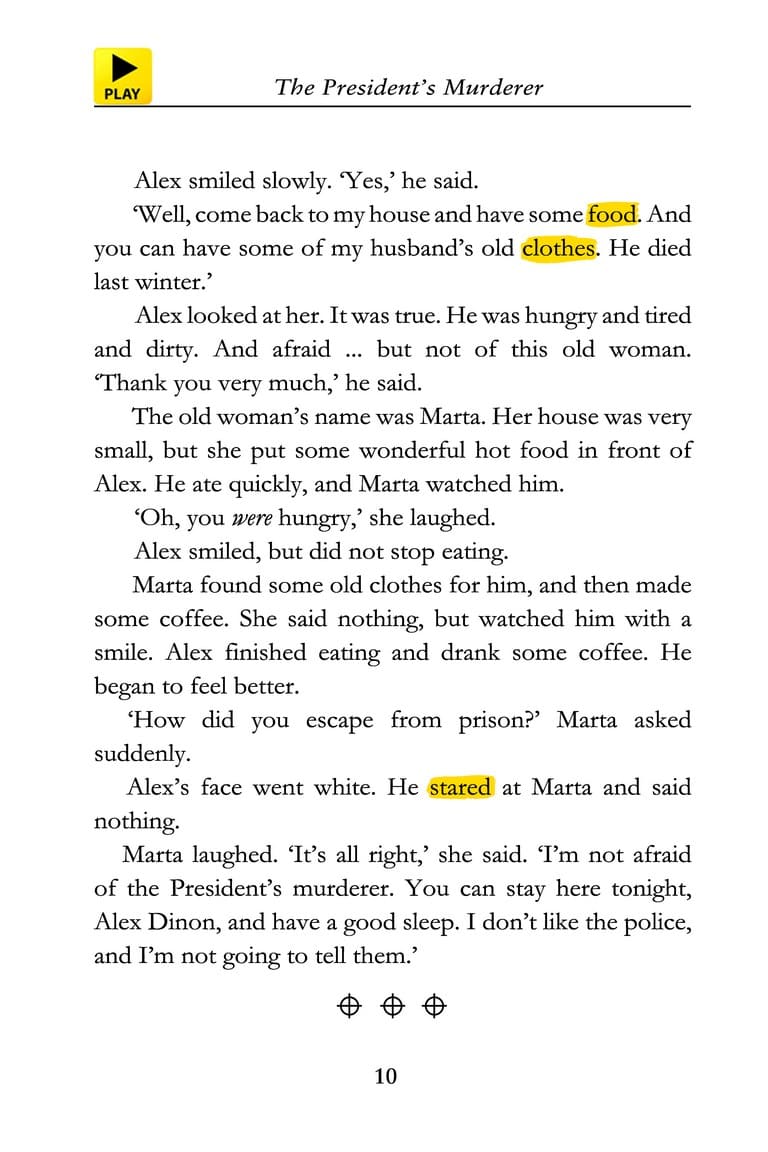 PLAY
The President's Murderer
Alex smiled slowly. ‘Yes,’ he said.
‘Well, come back to my house and have some food. And
you can have some of my husband’s old clothes. He died
last winter.’
Alex looked at her. It was true. He was hungry and tired
and dirty. And afraid ... but not of this old woman.
‘Thank you very much,’ he said.
The old woman’s name was Marta. Her house was very
small, but she put some wonderful hot food in front of
Alex. He ate quickly, and Marta watched him.
‘Oh, you were hungry,’ she laughed.
Alex smiled, but did not stop eating.
Marta found some old clothes for him, and then made
some coffee. She said nothing, but watched him with a
smile. Alex finished eating and drank some coffee. He
began to feel better.
‘How did you escape from prison?’ Marta asked
suddenly.
Alex’s face went white. He stared at Marta and said
nothing.
Marta laughed. ‘It’s all right,’ she said. ‘I’m not afraid
of the President’s murderer. You can stay here tonight,
Alex Dinon, and have a good sleep. I don’t like the police,
and I’m not going to tell them.’
10